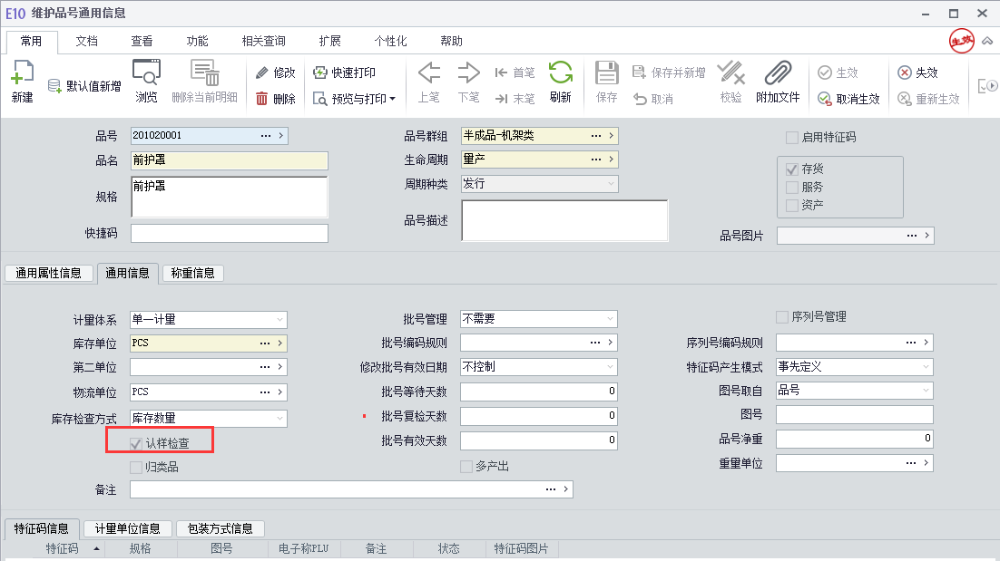 E10 维护品号通用信息
常用 文档 查看 功能 相关查询 扩展 个性化 帮助 生效
新建 默认值新增 浏览 删除当前明细 修改 删除 快速打印 预览与打印 上笔 下笔 首笔 末笔 刷新 保存 保存并新增 取消 校验 附加文件 生效 取消生效 失效 重新生效
品号 201020001 品号群组 半成品-机架类 启用特征码
品名 前护罩 生命周期 量产 存货
规格 前护罩 周期种类 发行 服务
品号描述 资产
快捷码 品号图片
通用属性信息 通用信息 称重信息
计量体系 单一计量 批号管理 不需要 序列号管理
库存单位 PCS 批号编码规则 序列号编码规则
第二单位 修改批号有效日期 不控制 特征码产生模式 事先定义
物流单位 PCS 批号等待天数 0 图号取自 品号
库存检查方式 库存数量 批号复检天数 0 图号
认样检查 批号有效天数 0 品号净重 0
归类品 多产出 重量单位
备注
特征码信息 计量单位信息 包装方式信息
特征码 规格 图号 电子称PLU 备注 状态 特征码图片